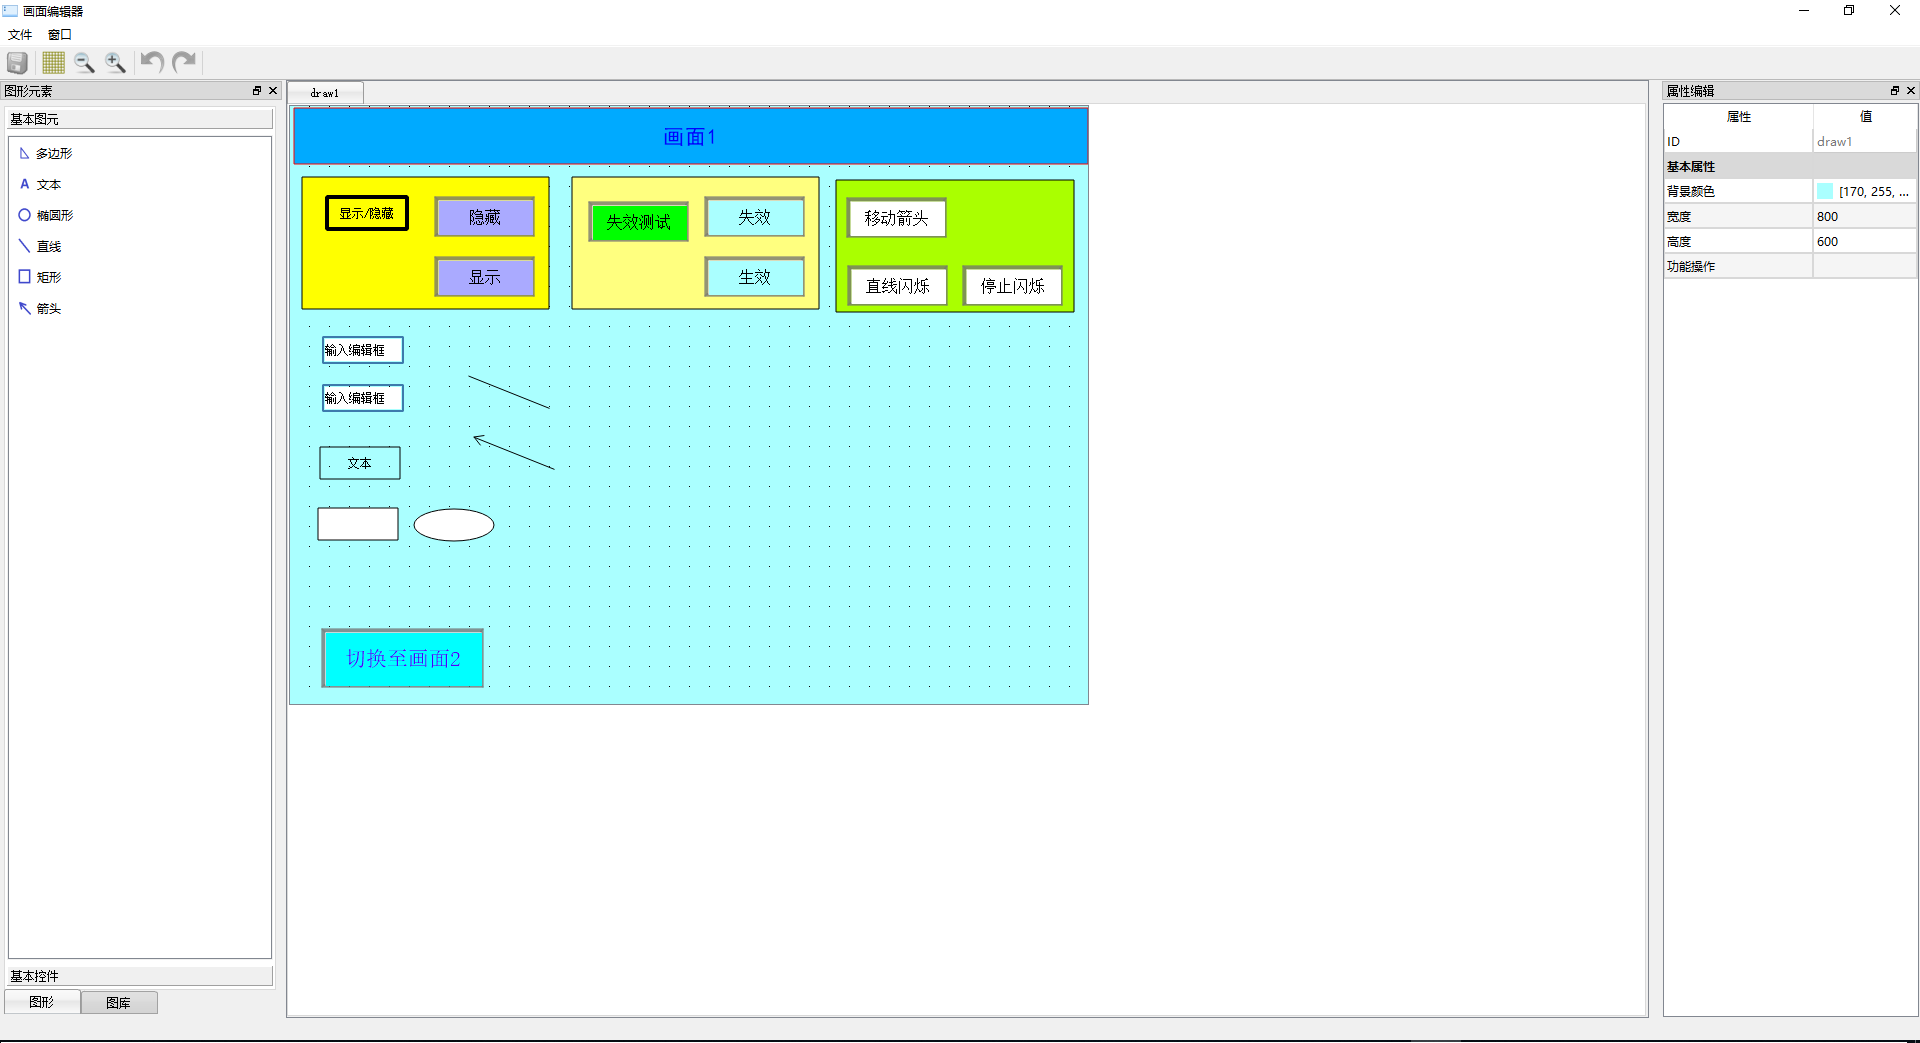 画面编辑器
文件 窗口
图形元素
基本图元
多边形
A 文本
椭圆形
直线
矩形
箭头
基本控件
图形 图库
draw1
画面1
显示/隐藏 隐藏
显示
失效测试 失效
生效
移动箭头
直线闪烁 停止闪烁
输入编辑框
输入编辑框
文本
切换至画面2
属性编辑
属性 值
ID draw1
基本属性
背景颜色 [170, 255, ...
宽度 800
高度 600
功能操作